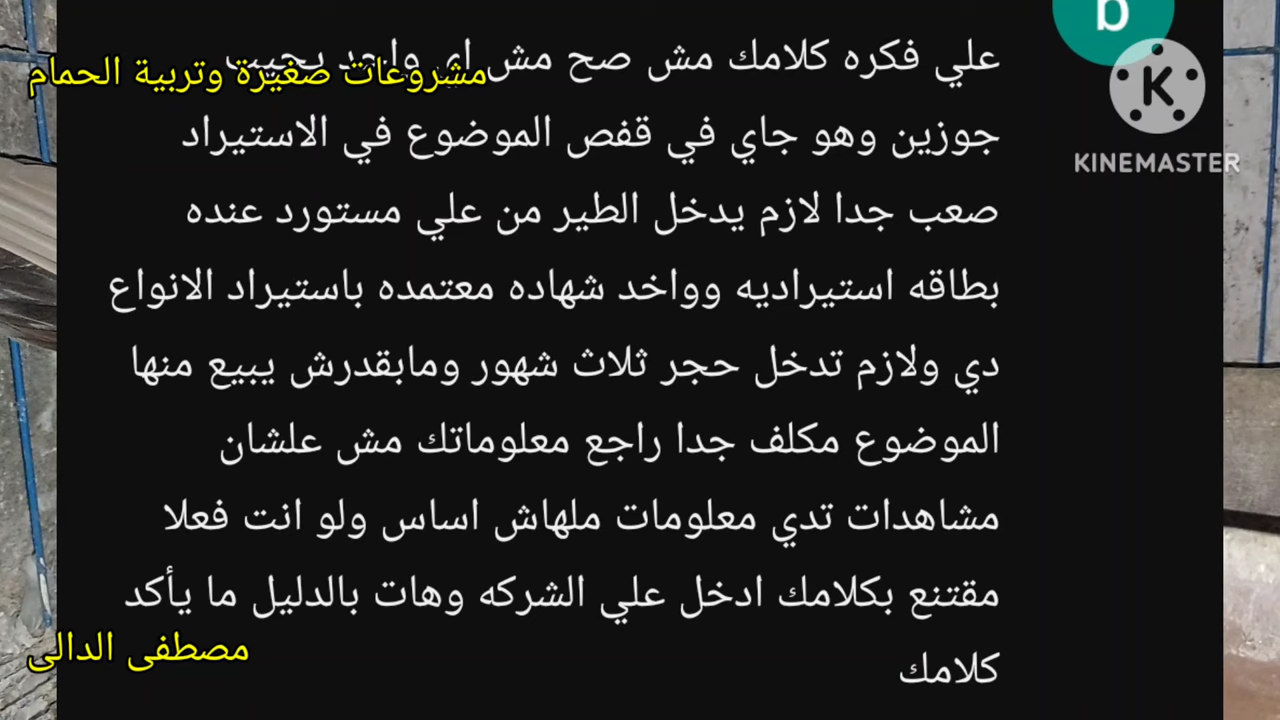 b
علي فكره كلامك مش صح مش اي واحد يجيب
مشروعات صغيرة وتربية الحمام
K
KINEMASTER
جوزين وهو جاي في قفص الموضوع في الاستيراد
صعب جدا لازم يدخل الطير من علي مستورد عنده
بطاقه استيراديه وواخد شهاده معتمده باستيراد الانواع
دي ولازم تدخل حجر ثلاث شهور ومابقدرش يبيع منها
الموضوع مكلف جدا راجع معلوماتك مش علشان
مشاهدات تدي معلومات ملهاش اساس ولو انت فعلا
مقتنع بكلامك ادخل علي الشركه وهات بالدليل ما يأكد
مصطفى الدالى
كلامك